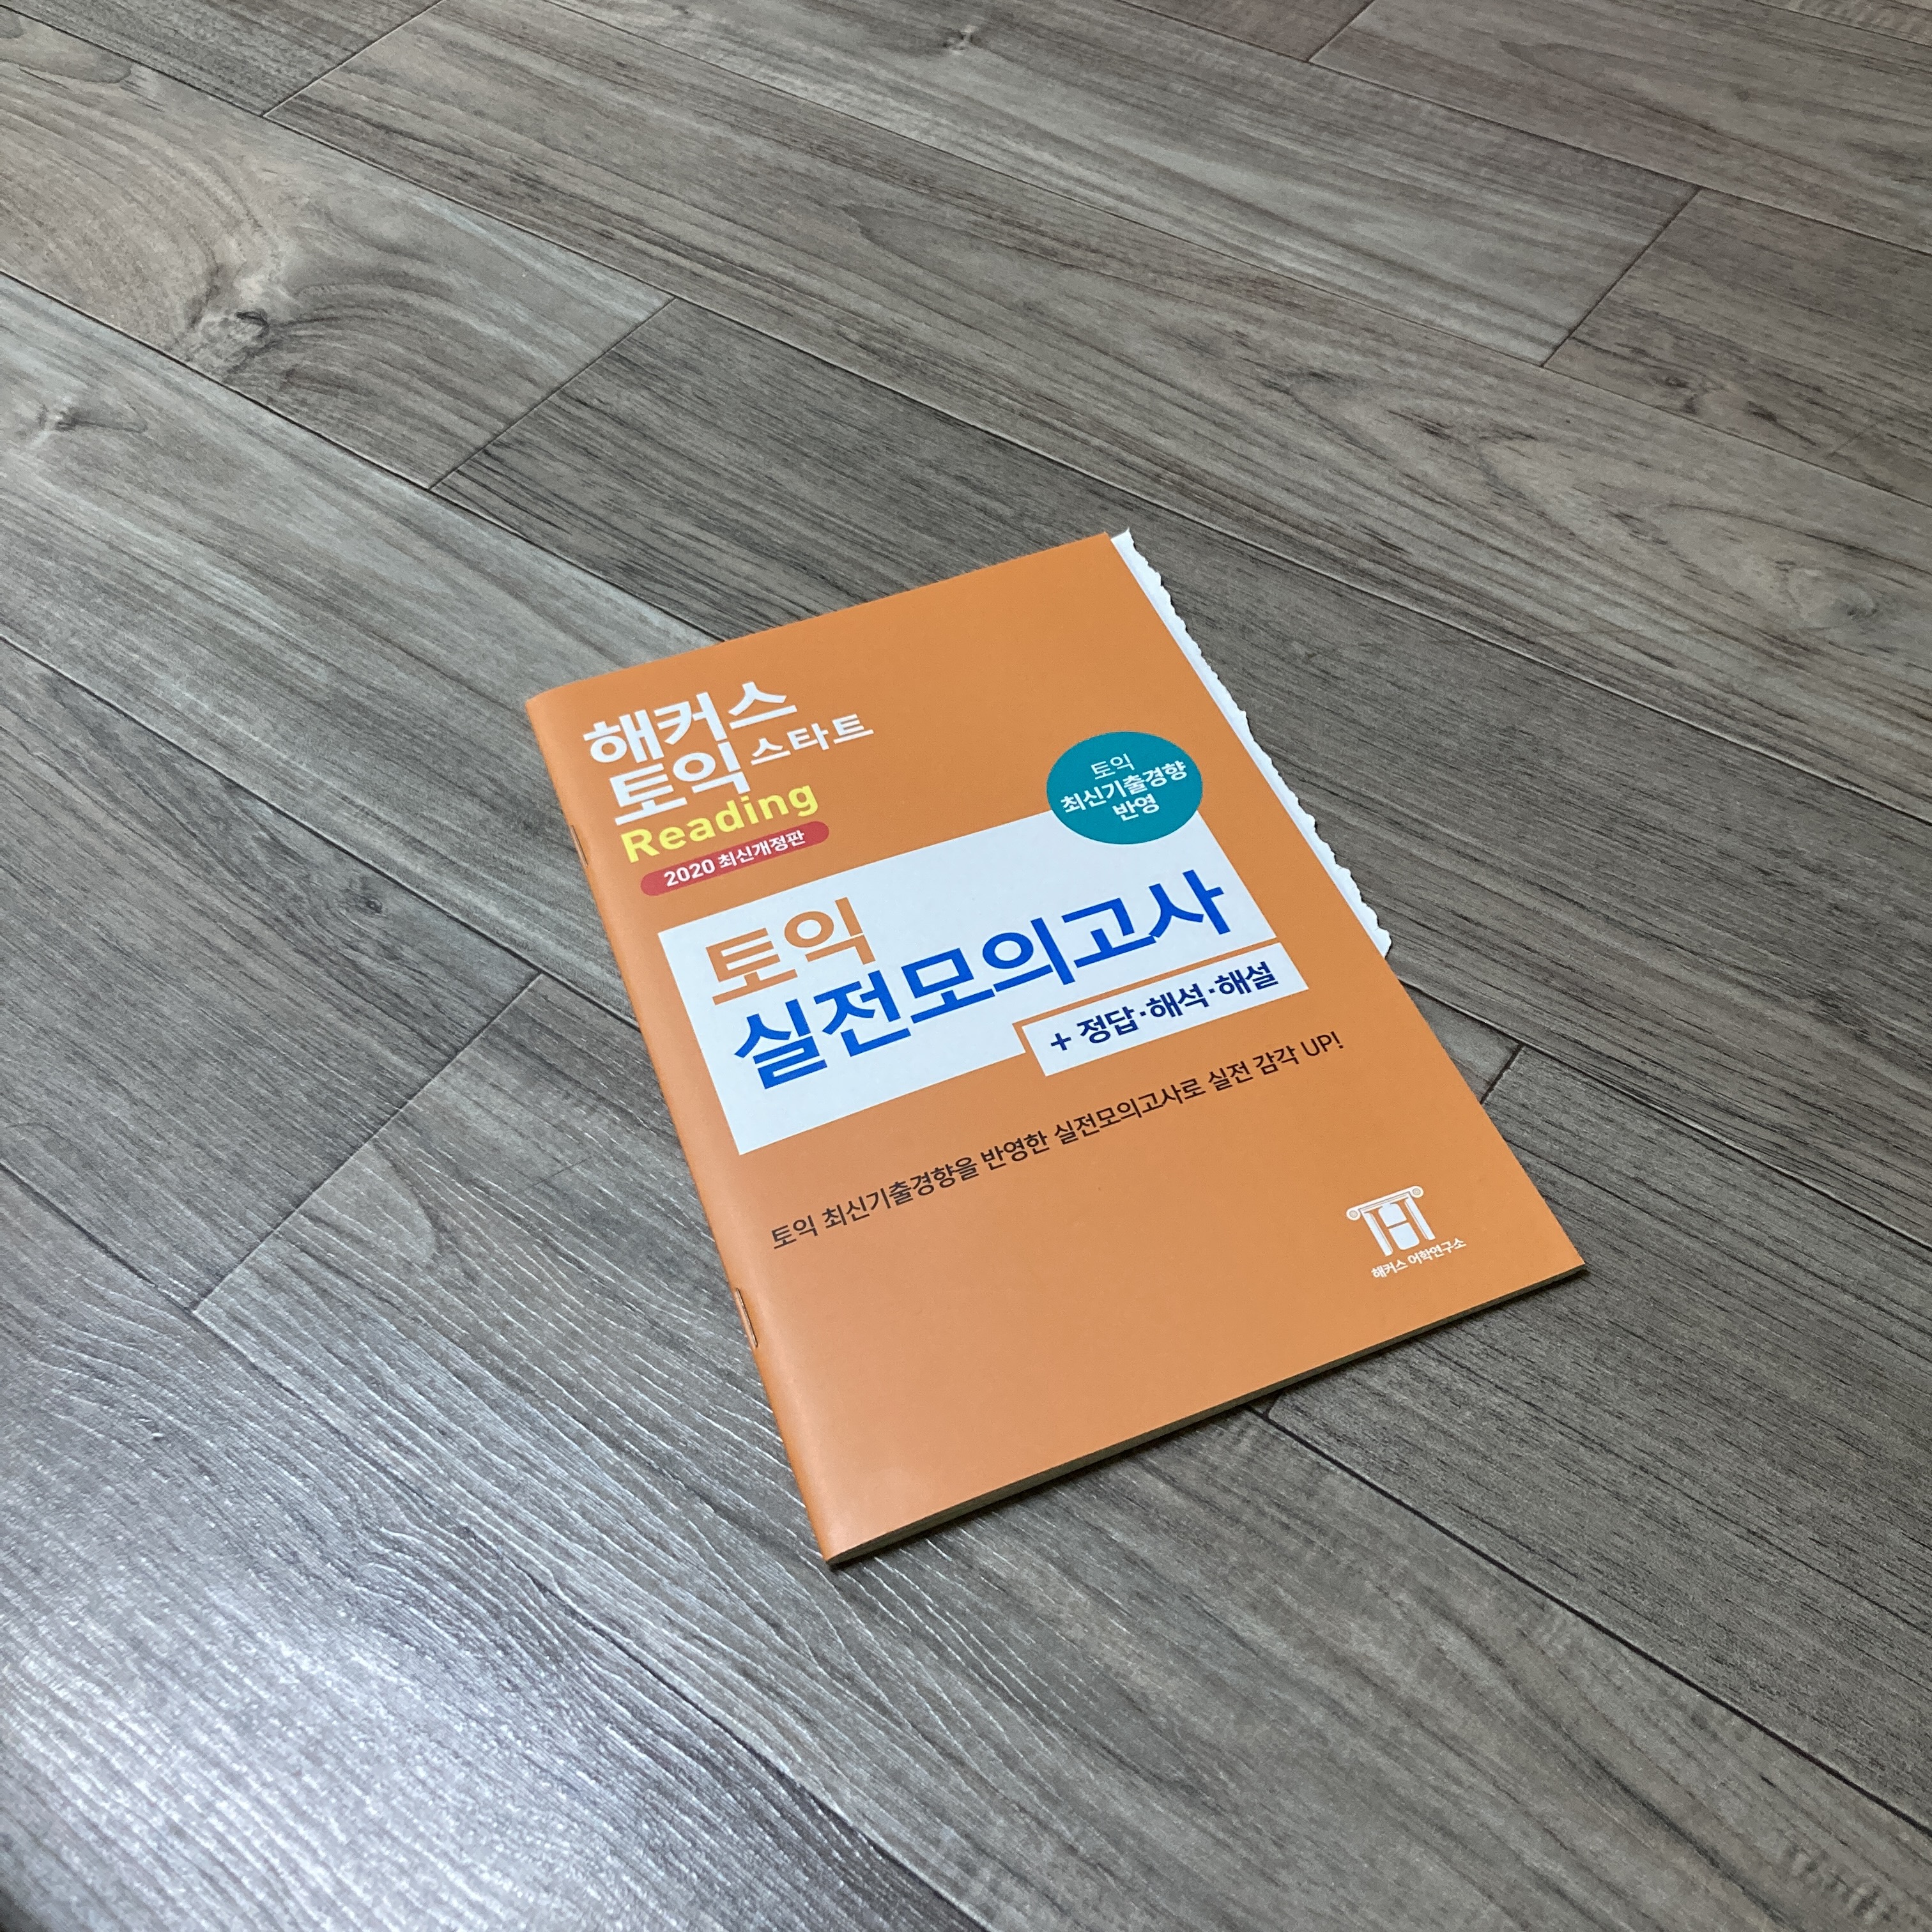 해커스
토익 스타트
Reading
2020 최신개정판
토익
최신기출경향
반영
토익
실전모의고사
+ 정답·해석·해설
토익 최신기출경향을 반영한 실전모의고사로 실전 감각 UP!
해커스 어학연구소